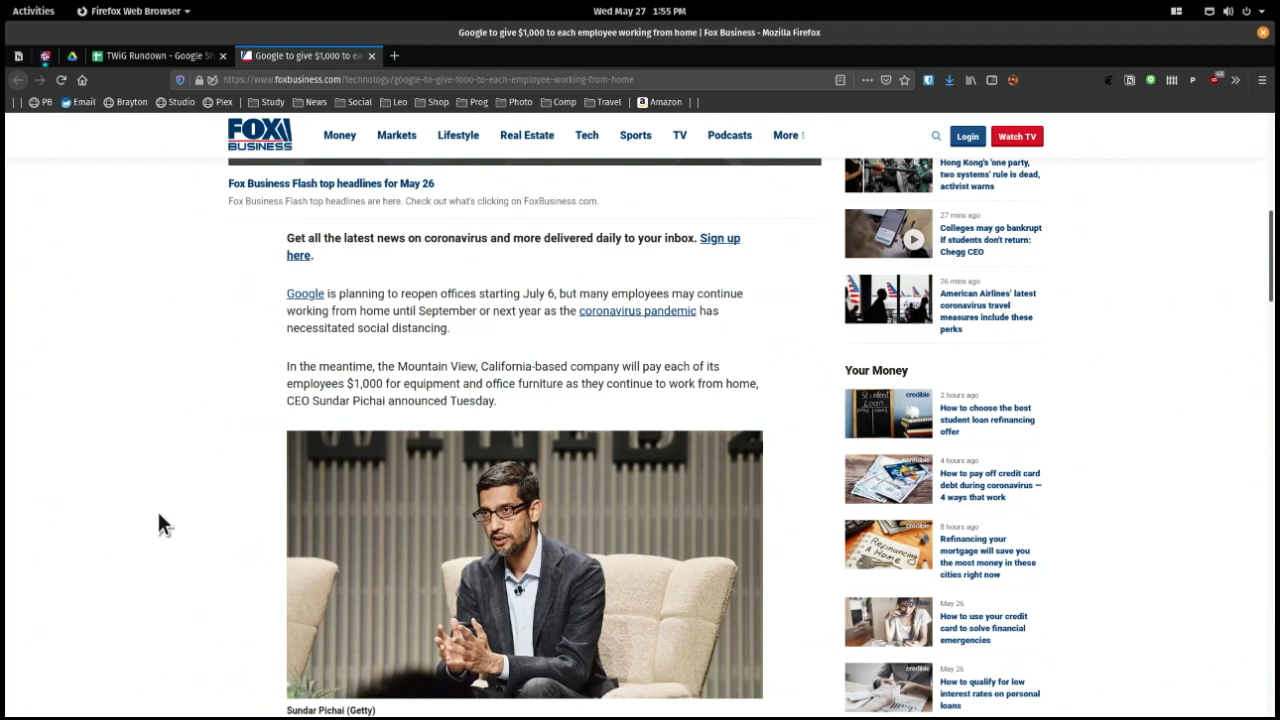 Activities
Firefox Web Browser
Wed May 27 1:55 PM
Google to give $1,000 to each employee working from home | Fox Business - Mozilla Firefox
TWiG Rundown - Google Sh
Google to give $1,000 to ea
https://www.foxbusiness.com/technology/google-to-give-1000-to-each-employee-working-from-home
PB
Email
Brayton
Studio
Plex
Study
News
Social
Leo
Shop
Prog
Photo
Comp
Travel
Amazon
FOX
BUSINESS
Money
Markets
Lifestyle
Real Estate
Tech
Sports
TV
Podcasts
More
Login
Watch TV
Fox Business Flash top headlines for May 26
Fox Business Flash top headlines are here. Check out what's clicking on FoxBusiness.com.
Get all the latest news on coronavirus and more delivered daily to your inbox. Sign up
here.
Google is planning to reopen offices starting July 6, but many employees may continue
working from home until September or next year as the coronavirus pandemic has
necessitated social distancing.
In the meantime, the Mountain View, California-based company will pay each of its
employees $1,000 for equipment and office furniture as they continue to work from home,
CEO Sundar Pichai announced Tuesday.
Sundar Pichai (Getty)
Hong Kong's 'one party,
two systems' rule is dead,
activist warns
27 mins ago
Colleges may go bankrupt
if students don't return:
Chegg CEO
26 mins ago
American Airlines' latest
coronavirus travel
measures include these
perks
Your Money
Student
Loan
credible
2 hours ago
How to choose the best
student loan refinancing
offer
credible
4 hours ago
How to pay off credit card
debt during coronavirus —
4 ways that work
credible
Refinancing
a Home
8 hours ago
Refinancing your
mortgage will save you
the most money in these
cities right now
credible
May 26
How to use your credit
card to solve financial
emergencies
credible
May 26
How to qualify for low
interest rates on personal
loans